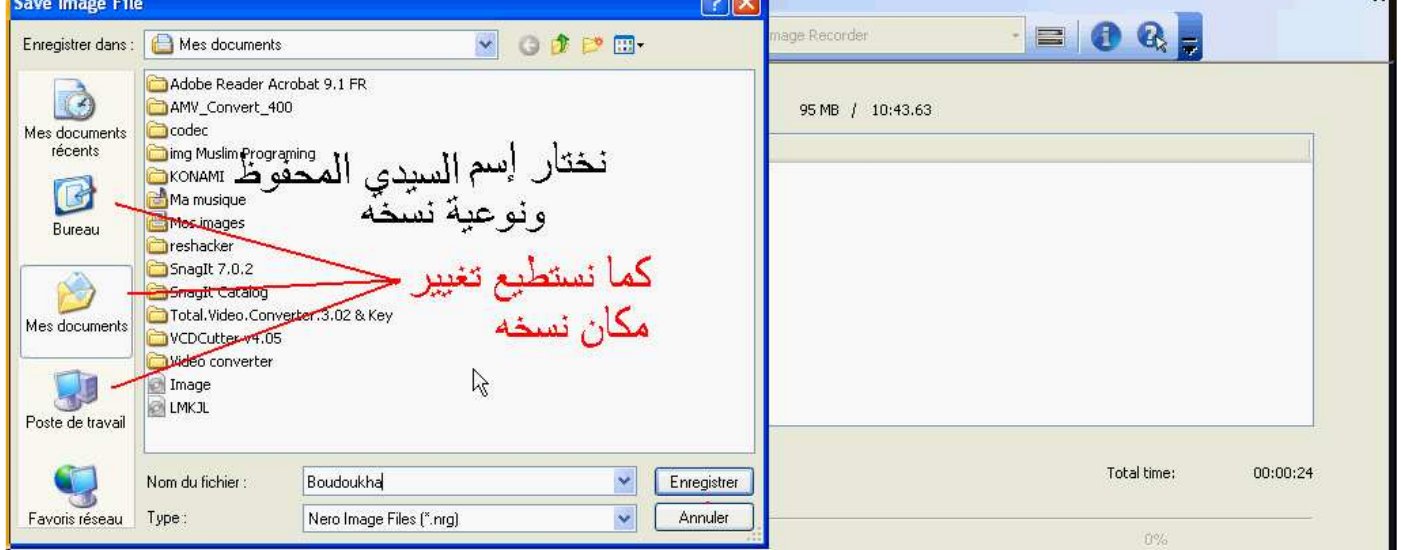 Save Image File
Enregistrer dans :
Mes documents
Mes documents récents
Bureau
Mes documents
Poste de travail
Favoris réseau
Adobe Reader Acrobat 9.1 FR
AMV_Convert_400
codec
img Muslim Programing
KONAMI
Ma musique
Mes images
reshacker
SnagIt 7.0.2
SnagIt Catalog
Total.Video.Converter.3.02 & Key
VCDCutter v4.05
Video converter
Image
LMKJL
نختار إسم السيدي المحفوظ
ونوعية نسخه
كما نستطيع تغيير
مكان نسخه
Nom du fichier :
Boudoukha
Enregistrer
Type :
Nero Image Files (*.nrg)
Annuler
mage Recorder
95 MB / 10:43.63
Total time: 00:00:24
0%